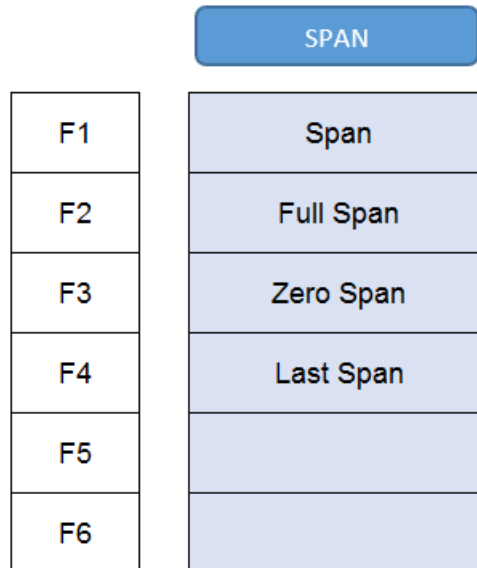 SPAN
F1 Span
F2 Full Span
F3 Zero Span
F4 Last Span
F5
F6